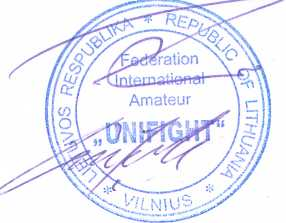 LIETUVOS RESPUBLIKA * REPUBLIC OF LITHUANIA
Federation
International
Amateur
„UNIFIGHT“
* VILNIUS *